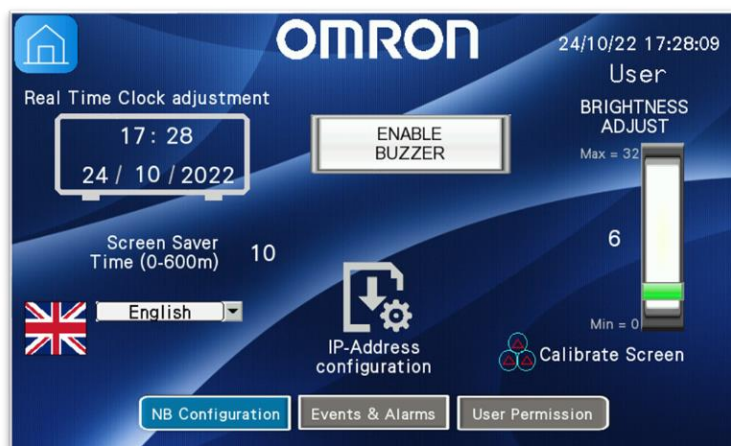 OMRON
24/10/22 17:28:09
User
Real Time Clock adjustment
17: 28
24 / 10 / 2022
ENABLE
BUZZER
BRIGHTNESS
ADJUST
Max = 32
6
Min = 0
Screen Saver
Time (0-600m)
10
English
IP-Address
configuration
Calibrate Screen
NB Configuration
Events & Alarms
User Permission